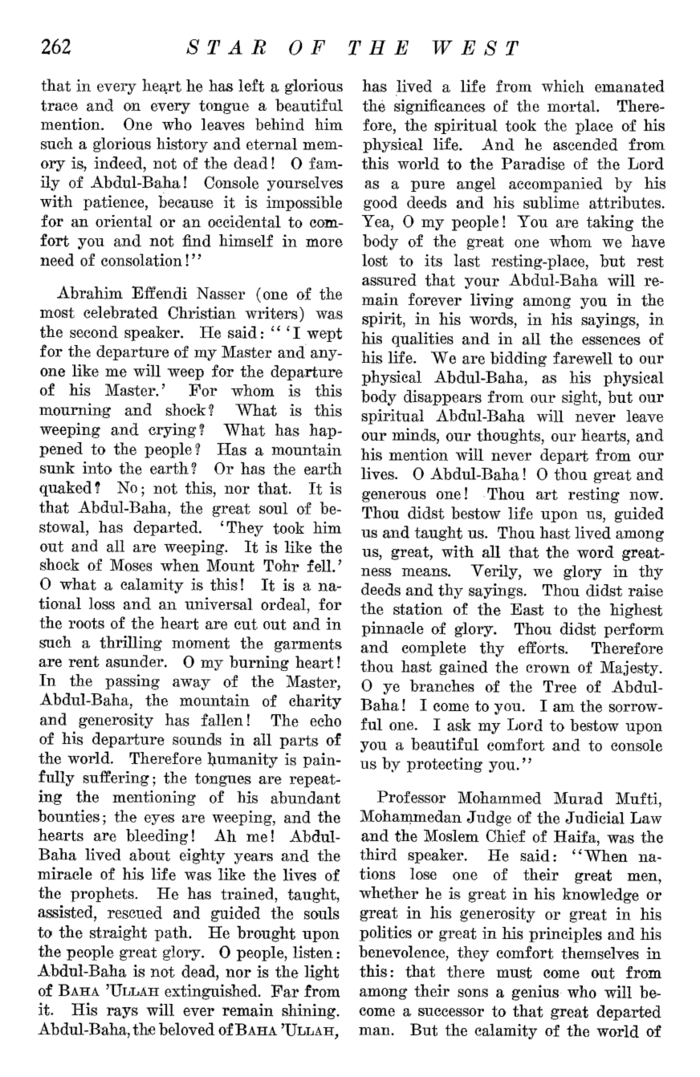 262
STAR OF THE WEST
that in every heart he has left a glorious
trace and on every tongue a beautiful
mention. One who leaves behind him
such a glorious history and eternal mem-
ory is, indeed, not of the dead! O fam-
ily of Abdul-Baha! Console yourselves
with patience, because it is impossible
for an oriental or an occidental to com-
fort you and not find himself in more
need of consolation!"
Abrahim Effendi Nasser (one of the
most celebrated Christian writers) was
the second speaker. He said: "'I wept
for the departure of my Master and any-
one like me will weep for the departure
of his Master.' For whom is this
mourning and shock? What is this
weeping and crying? What has hap-
pened to the people? Has a mountain
sunk into the earth? Or has the earth
quaked? No; not this, nor that. It is
that Abdul-Baha, the great soul of be-
stowal, has departed. 'They took him
out and all are weeping. It is like the
shock of Moses when Mount Tohr fell.'
O what a calamity is this! It is a na-
tional loss and an universal ordeal, for
the roots of the heart are cut out and in
such a thrilling moment the garments
are rent asunder. O my burning heart!
In the passing away of the Master,
Abdul-Baha, the mountain of charity
and generosity has fallen! The echo
of his departure sounds in all parts of
the world. Therefore humanity is pain-
fully suffering; the tongues are repeat-
ing the mentioning of his abundant
bounties; the eyes are weeping, and the
hearts are bleeding! Ah me! Abdul-
Baha lived about eighty years and the
miracle of his life was like the lives of
the prophets. He has trained, taught,
assisted, rescued and guided the souls
to the straight path. He brought upon
the people great glory. O people, listen:
Abdul-Baha is not dead, nor is the light
of BAHA 'ULLAH extinguished. Far from
it. His rays will ever remain shining.
Abdul-Baha, the beloved of BAHA 'ULLAH,
has lived a life from which emanated
the significances of the mortal. There-
fore, the spiritual took the place of his
physical life. And he ascended from
this world to the Paradise of the Lord
as a pure angel accompanied by his
good deeds and his sublime attributes.
Yea, O my people! You are taking the
body of the great one whom we have
lost to its last resting-place, but rest
assured that your Abdul-Baha will re-
main forever living among you in the
spirit, in his words, in his sayings, in
his qualities and in all the essences of
his life. We are bidding farewell to our
physical Abdul-Baha, as his physical
body disappears from our sight, but our
spiritual Abdul-Baha will never leave
our minds, our thoughts, our hearts, and
his mention will never depart from our
lives. O Abdul-Baha! O thou great and
generous one! Thou art resting now.
Thou didst bestow life upon us, guided
us and taught us. Thou hast lived among
us, great, with all that the word great-
ness means. Verily, we glory in thy
deeds and thy sayings. Thou didst raise
the station of the East to the highest
pinnacle of glory. Thou didst perform
and complete thy efforts. Therefore
thou hast gained the crown of Majesty.
O ye branches of the Tree of Abdul-
Baha! I come to you. I am the sorrow-
ful one. I ask my Lord to bestow upon
you a beautiful comfort and to console
us by protecting you."
Professor Mohammed Murad Mufti,
Mohammedan Judge of the Judicial Law
and the Moslem Chief of Haifa, was the
third speaker. He said: "When na-
tions lose one of their great men,
whether he is great in his knowledge or
great in his generosity or great in his
politics or great in his principles and his
benevolence, they comfort themselves in
this: that there must come out from
among their sons a genius who will be-
come a successor to that great departed
man. But the calamity of the world of